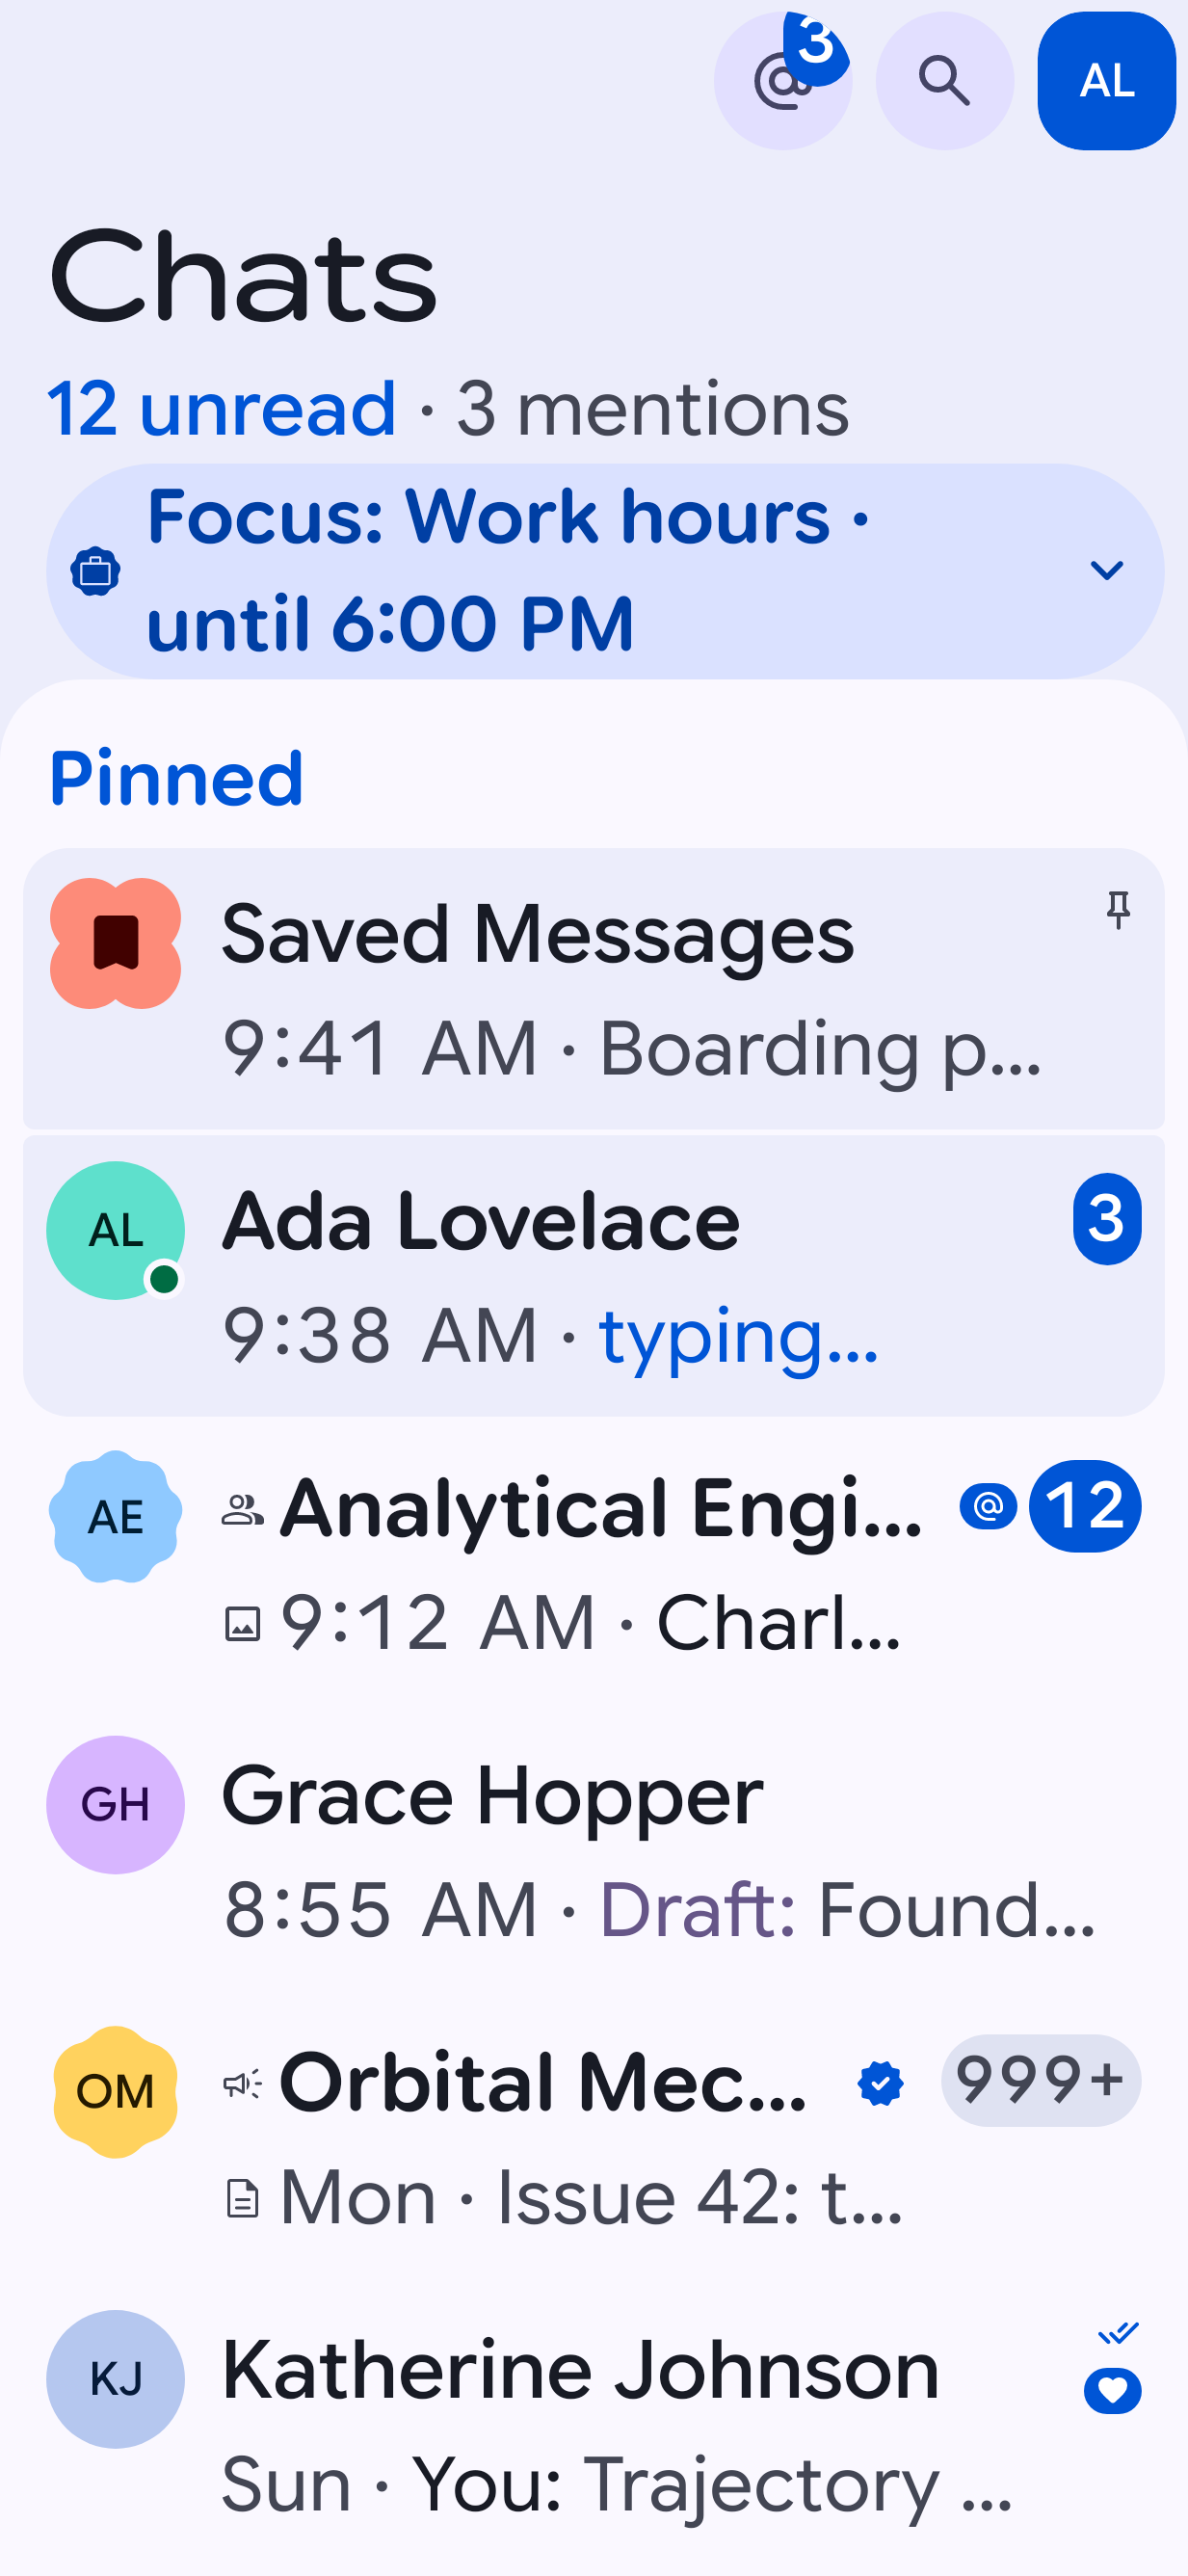 3
AL
Chats
12 unread · 3 mentions
Focus: Work hours ·
until 6:00 PM
Pinned
Saved Messages
9:41 AM · Boarding p...
AL
Ada Lovelace
3
9:38 AM · typing...
AE
Analytical Engi...
12
9:12 AM · Charl...
GH
Grace Hopper
8:55 AM · Draft: Found...
OM
Orbital Mec...
999+
Mon · Issue 42: t...
KJ
Katherine Johnson
Sun · You: Trajectory ...